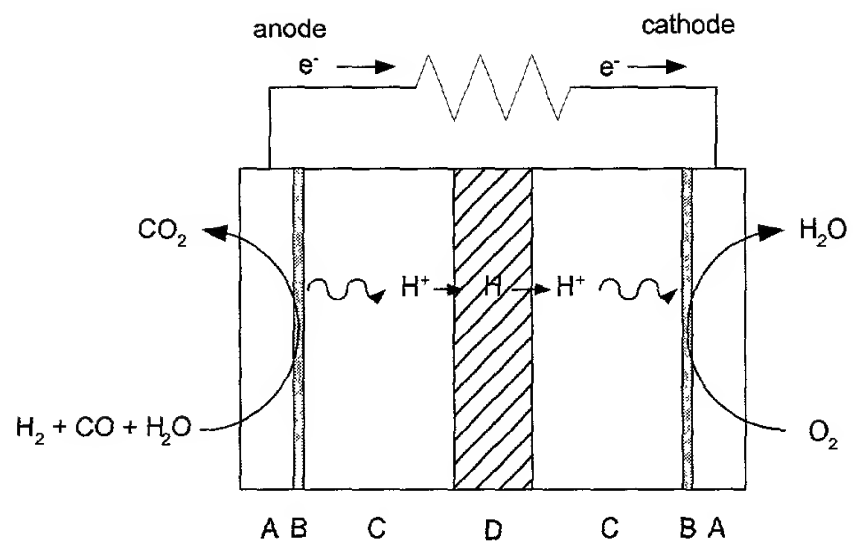 anode
cathode
e⁻
e⁻
CO₂
H₂O
H⁺ H H⁺
H₂ + CO + H₂O
O₂
A B C D C B A